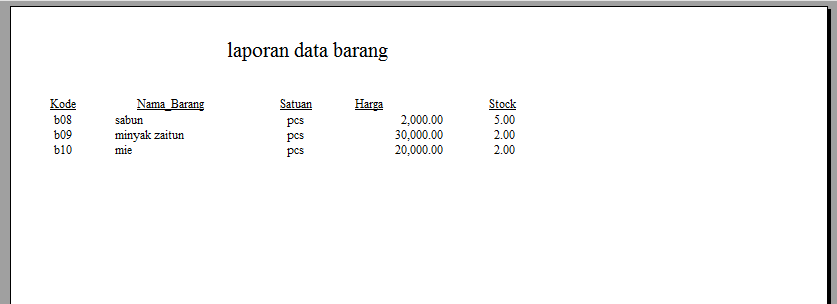 laporan data barang
Kode Nama_Barang Satuan Harga Stock
b08 sabun pcs 2,000.00 5.00
b09 minyak zaitun pcs 30,000.00 2.00
b10 mie pcs 20,000.00 2.00